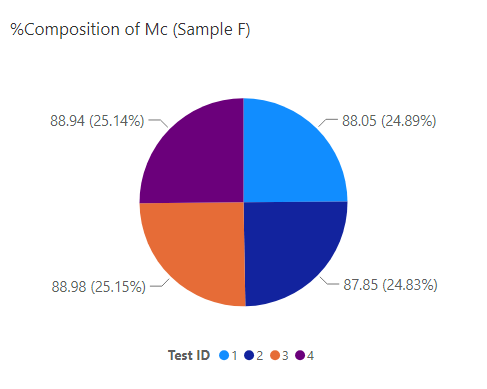 %Composition of Mc (Sample F)
88.94 (25.14%)
88.05 (24.89%)
88.98 (25.15%)
87.85 (24.83%)
Test ID 1 2 3 4